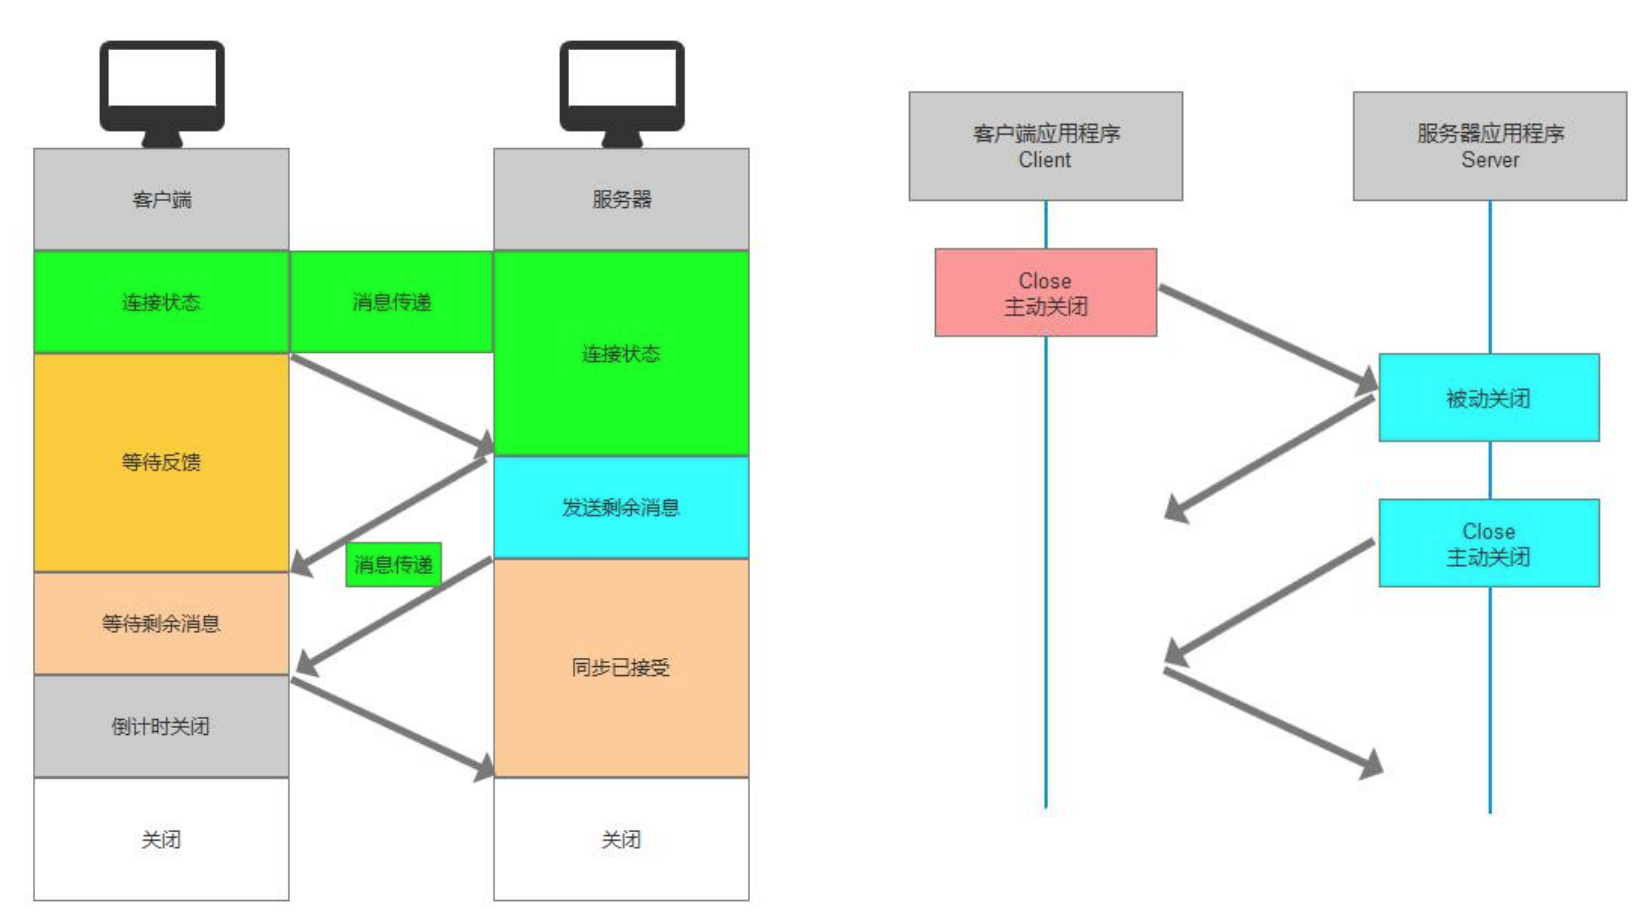 客户端
服务器
连接状态
消息传递
连接状态
等待反馈
发送剩余消息
消息传递
等待剩余消息
同步已接受
倒计时关闭
关闭
关闭
客户端应用程序
Client
服务器应用程序
Server
Close
主动关闭
被动关闭
Close
主动关闭